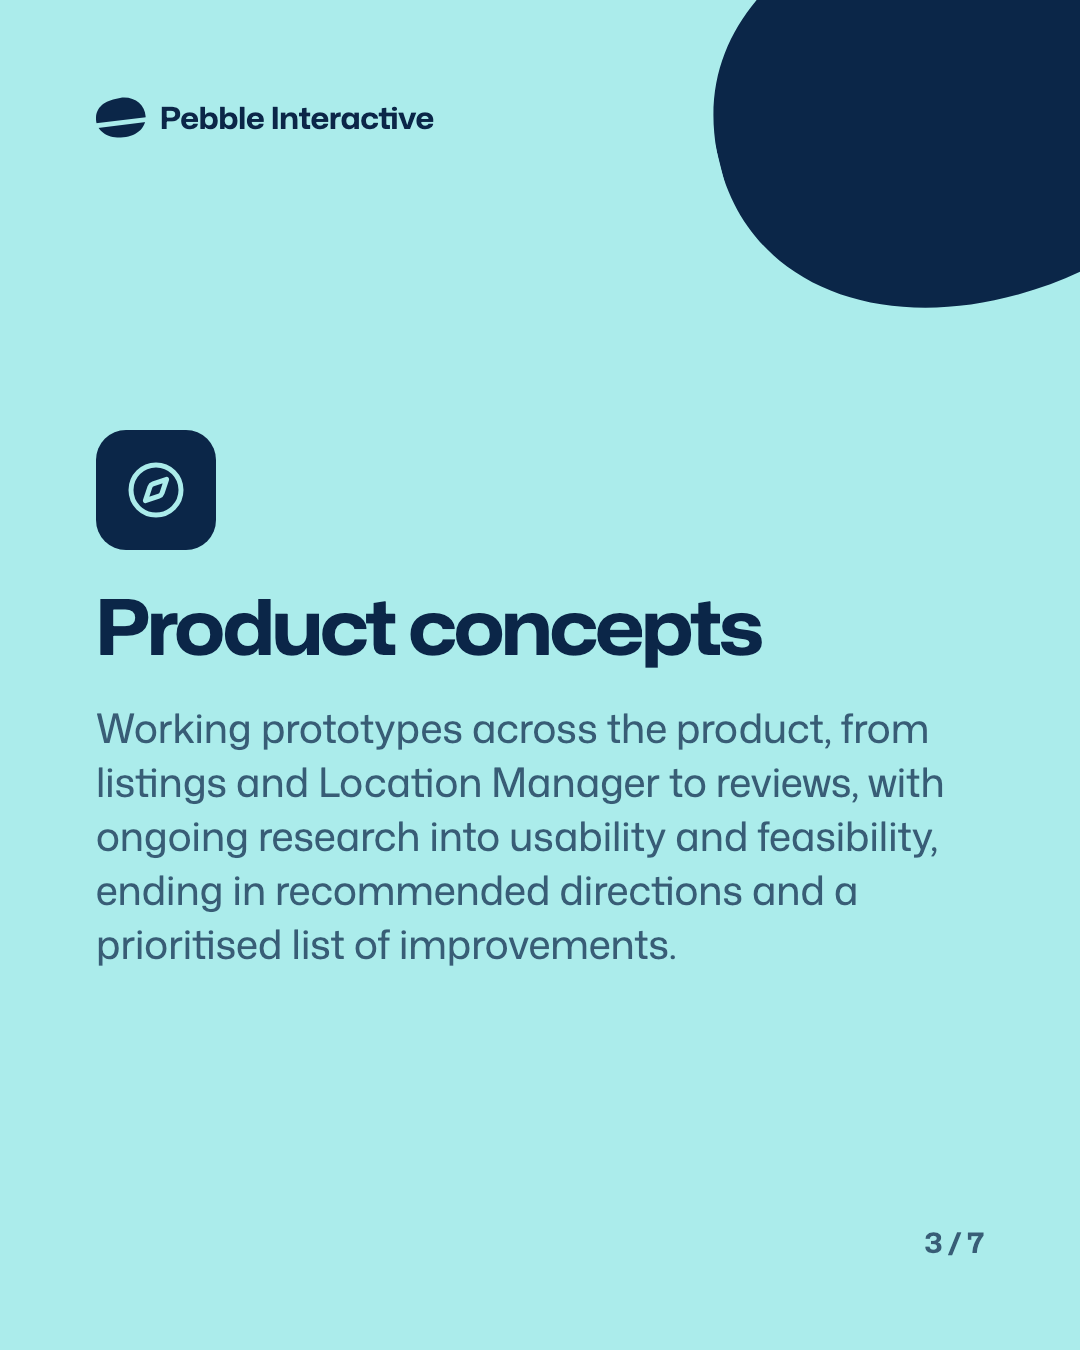 Pebble Interactive
Product concepts
Working prototypes across the product, from
listings and Location Manager to reviews, with
ongoing research into usability and feasibility,
ending in recommended directions and a
prioritised list of improvements.
3 / 7